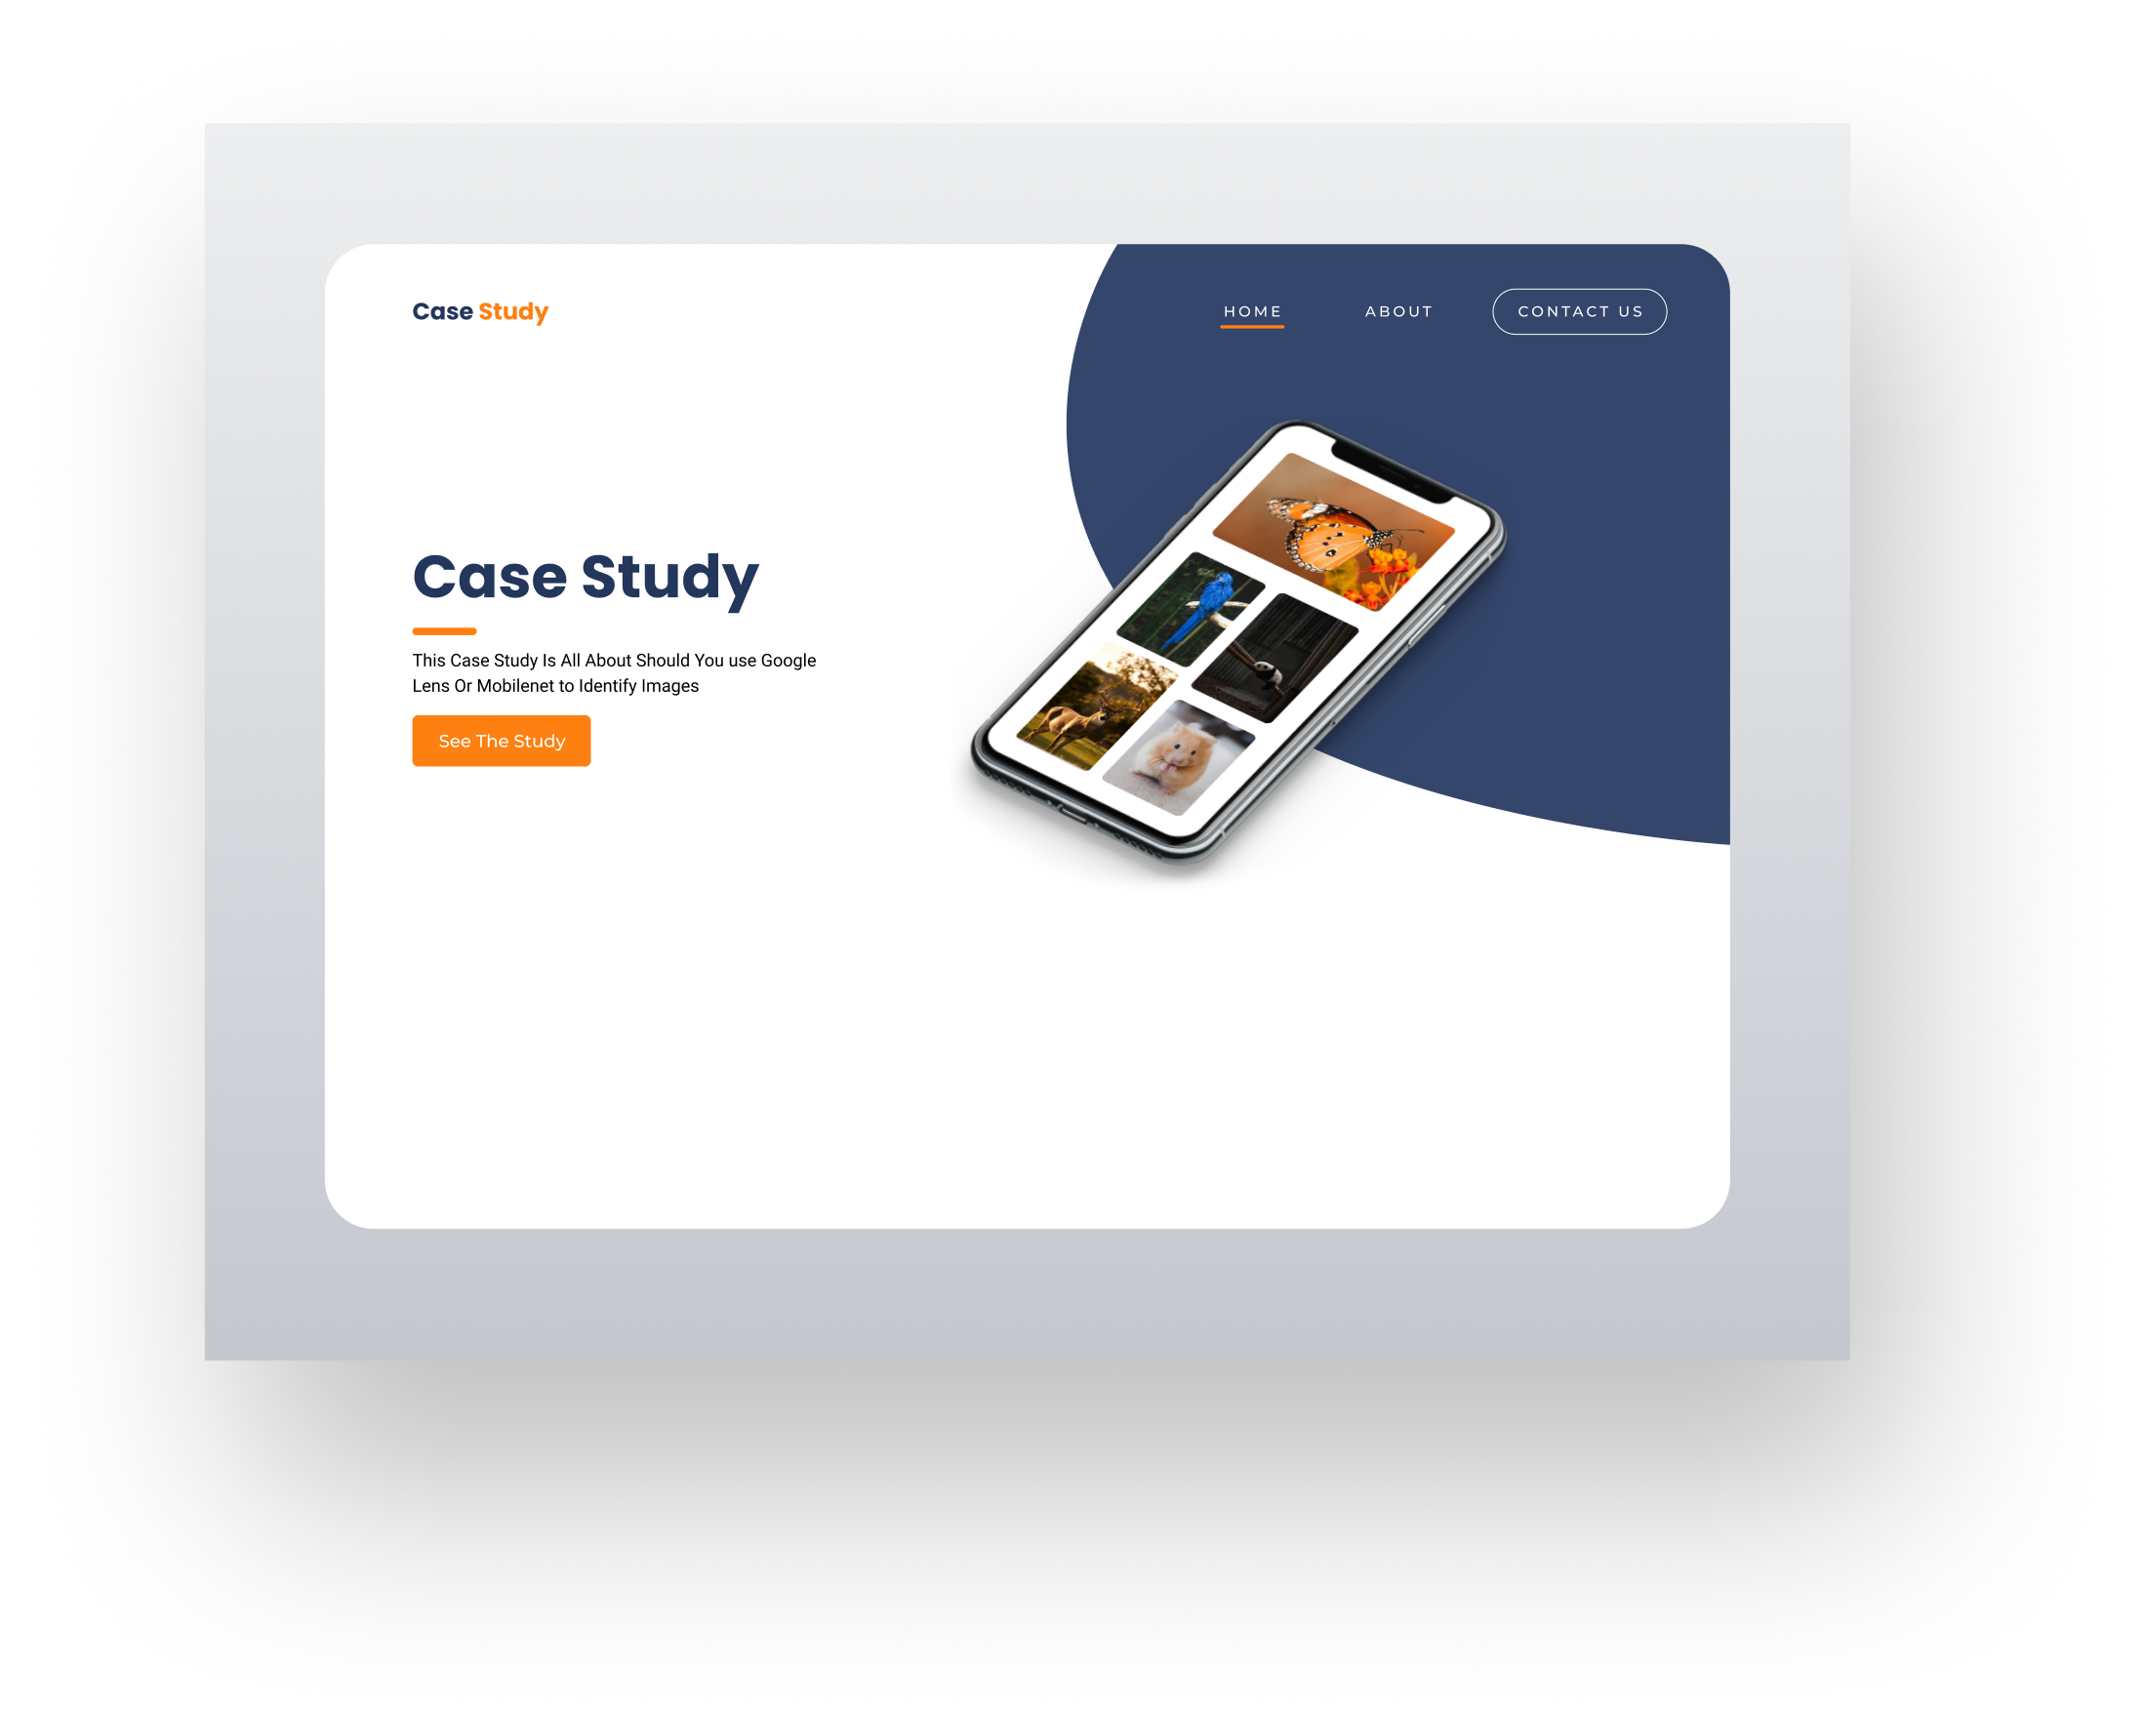 Case Study
HOME
ABOUT
CONTACT US
Case Study
This Case Study Is All About Should You use Google
Lens Or Mobilenet to Identify Images
See The Study